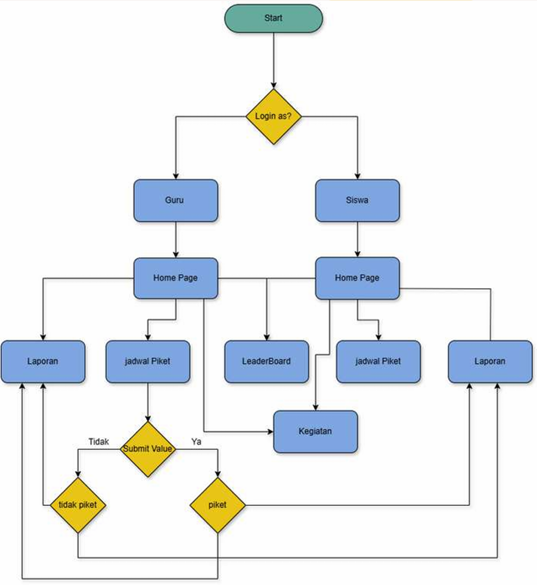 Start
Login as?
Guru
Siswa
Home Page
Home Page
Laporan
jadwal Piket
LeaderBoard
jadwal Piket
Laporan
Kegiatan
Tidak
Submit Value
Ya
tidak piket
piket